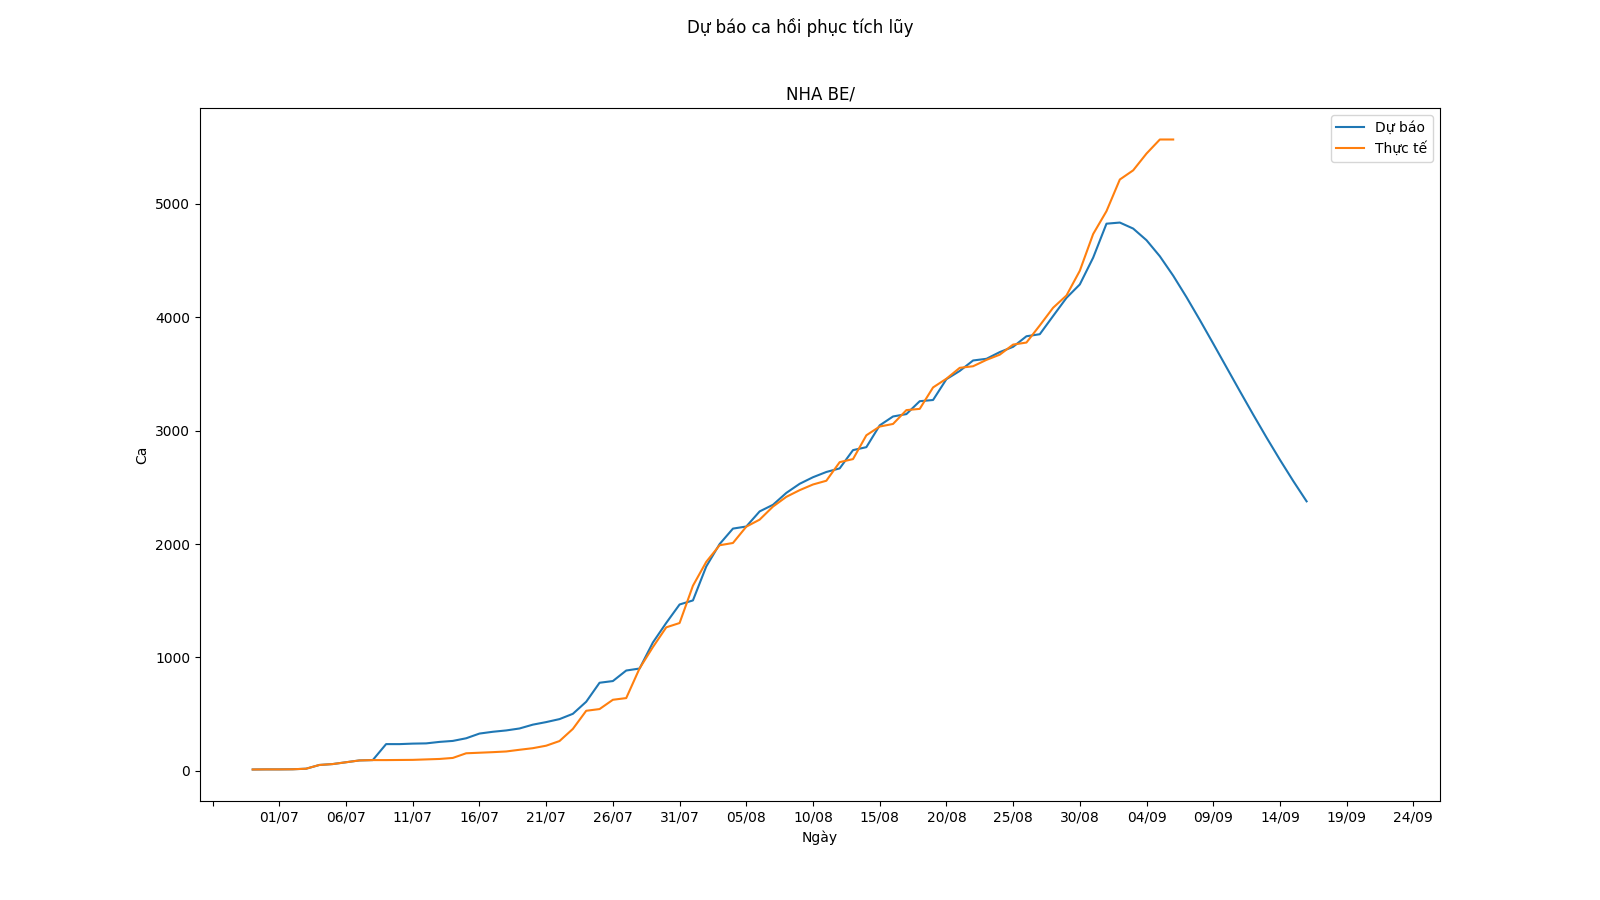 Dự báo ca hồi phục tích lũy
NHA BE/
Dự báo
Thực tế
5000
4000
3000
2000
1000
0
Ca
01/07 06/07 11/07 16/07 21/07 26/07 31/07 05/08 10/08 15/08 20/08 25/08 30/08 04/09 09/09 14/09 19/09 24/09
Ngày